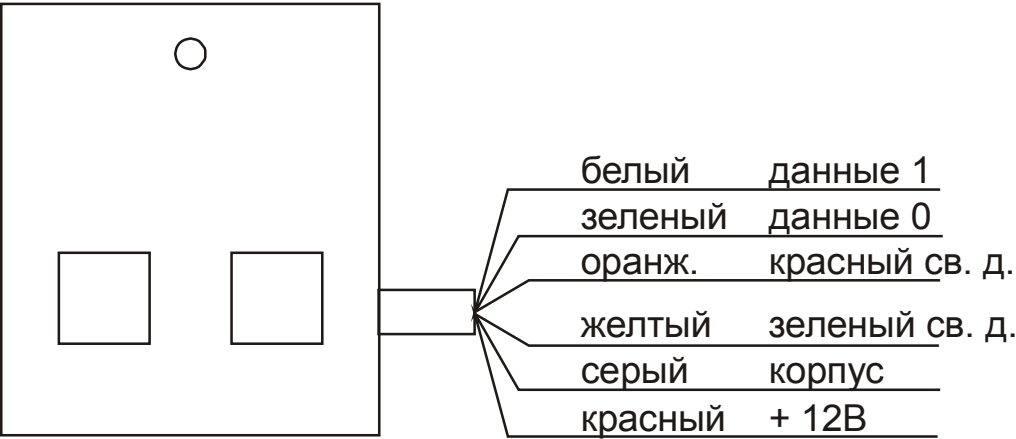 белый данные 1
зеленый данные 0
оранж. красный св. д.
желтый зеленый св. д.
серый корпус
красный + 12В